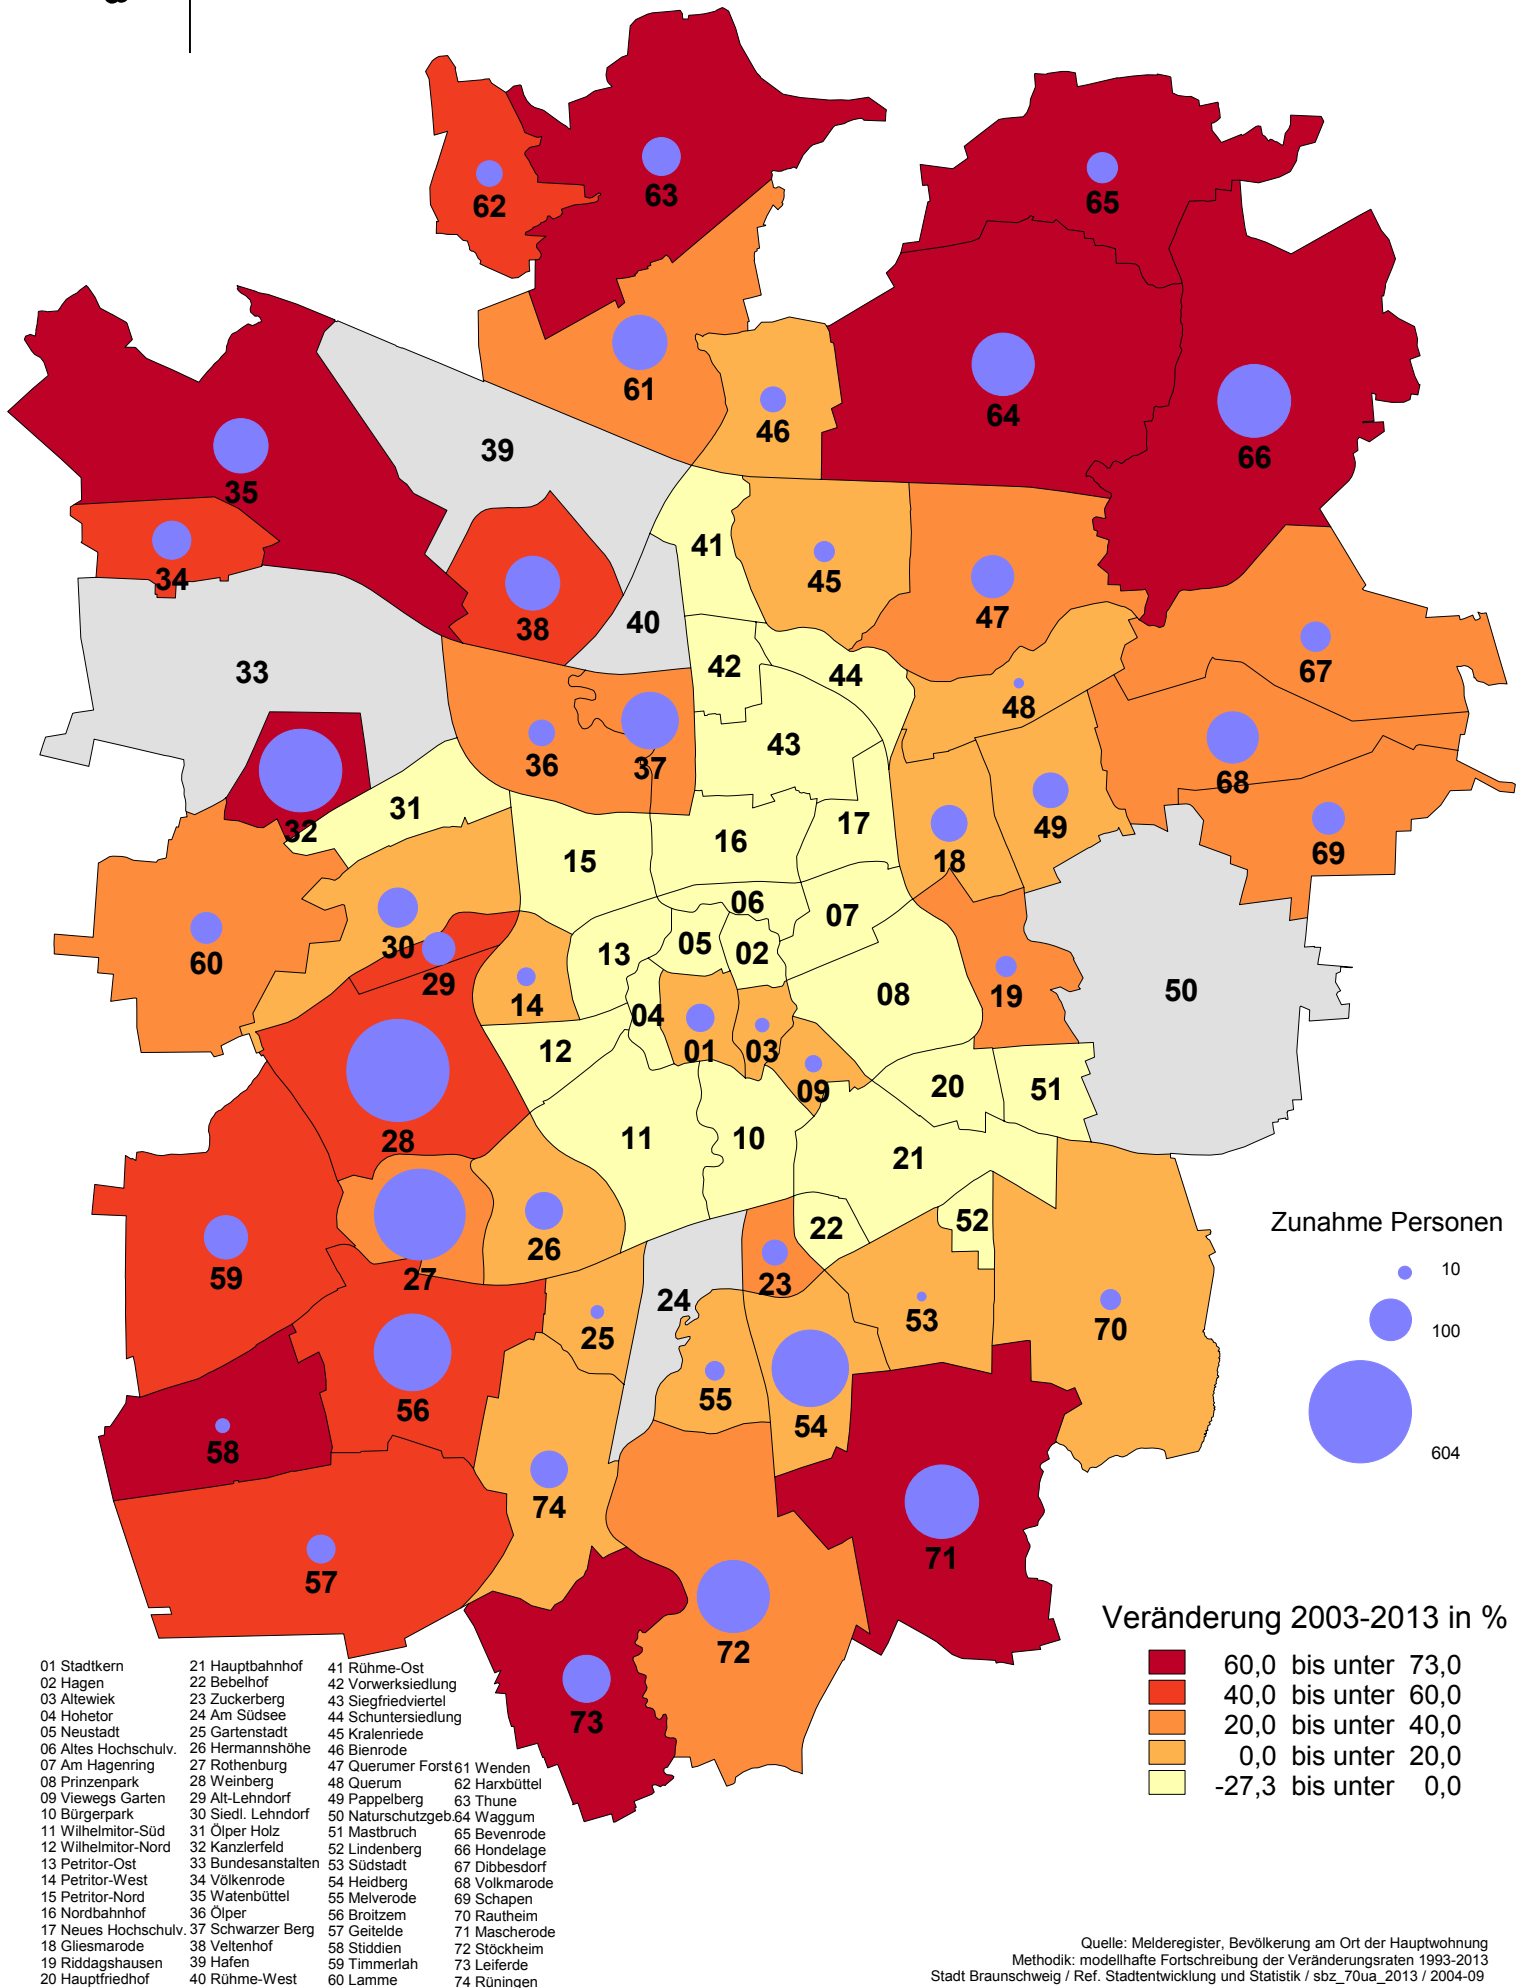 62
63
65
61
46
64
66
39
35
41
45
47
34
38
40
33
42
44
48
67
36
37
43
68
32
31
16
17
18
49
69
15
06
07
60
30
29
13
05
02
14
04
01
03
08
19
50
12
09
20
51
28
11
10
21
59
27
26
22
52
23
24
25
53
70
56
55
54
58
74
57
71
72
73
Zunahme Personen
10
100
604
Veränderung 2003-2013 in %
60,0 bis unter 73,0
40,0 bis unter 60,0
20,0 bis unter 40,0
0,0 bis unter 20,0
-27,3 bis unter 0,0
01 Stadtkern
02 Hagen
03 Altewiek
04 Hohetor
05 Neustadt
06 Altes Hochschulv.
07 Am Hagenring
08 Prinzenpark
09 Viewegs Garten
10 Bürgerpark
11 Wilhelmitor-Süd
12 Wilhelmitor-Nord
13 Petritor-Ost
14 Petritor-West
15 Petritor-Nord
16 Nordbahnhof
17 Neues Hochschulv.
18 Gliesmarode
19 Riddagshausen
20 Hauptfriedhof
21 Hauptbahnhof
22 Bebelhof
23 Zuckerberg
24 Am Südsee
25 Gartenstadt
26 Hermannshöhe
27 Rothenburg
28 Weinberg
29 Alt-Lehndorf
30 Siedl. Lehndorf
31 Ölper Holz
32 Kanzlerfeld
33 Bundesanstalten
34 Völkenrode
35 Watenbüttel
36 Ölper
37 Schwarzer Berg
38 Veltenhof
39 Hafen
40 Rühme-West
41 Rühme-Ost
42 Vorwerksiedlung
43 Siegfriedviertel
44 Schuntersiedlung
45 Kralenriede
46 Bienrode
47 Querumer Forst
48 Querum
49 Pappelberg
50 Naturschutzgeb.
51 Mastbruch
52 Lindenberg
53 Südstadt
54 Heidberg
55 Melverode
56 Broitzem
57 Geitelde
58 Stiddien
59 Timmerlah
60 Lamme
61 Wenden
62 Harxbüttel
63 Thune
64 Waggum
65 Bevenrode
66 Hondelage
67 Dibbesdorf
68 Volkmarode
69 Schapen
70 Rautheim
71 Mascherode
72 Stöckheim
73 Leiferde
74 Rüningen
Quelle: Melderegister, Bevölkerung am Ort der Hauptwohnung
Methodik: modellhafte Fortschreibung der Veränderungsraten 1993-2013
Stadt Braunschweig / Ref. Stadtentwicklung und Statistik / sbz_70ua_2013 / 2004-09